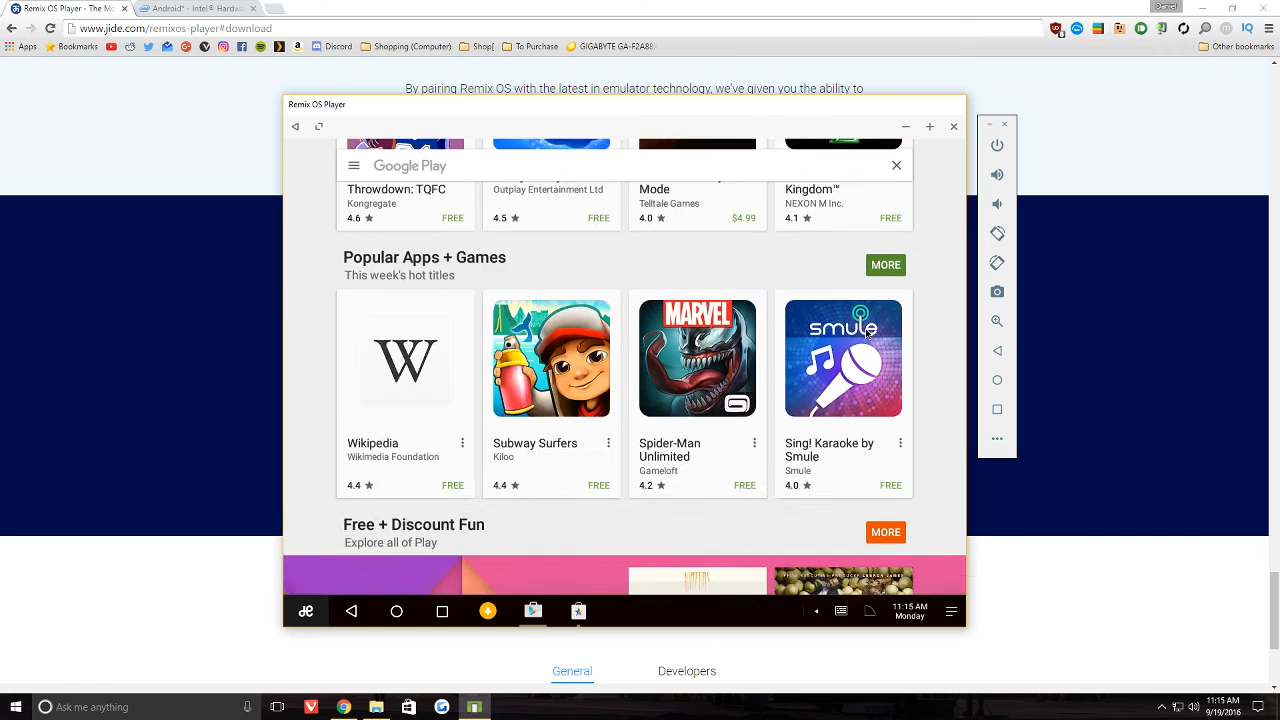 Remix OS Player - The M
Android* - Intel® Hardwa
Daniel
www.jide.com/remixos-player#download
Apps
Bookmarks
Discord
Shopping (Computer)
Shop|
To Purchase
GIGABYTE GA-F2A88
Other bookmarks
By pairing Remix OS with the latest in emulator technology, we've given you the ability to
Remix OS Player
Google Play
Throwdown: TQFC
Kongregate
4.6 FREE
Outplay Entertainment Ltd
4.5 FREE
Mode
Telltale Games
4.0 $4.99
Kingdom™
NEXON M Inc.
4.1 FREE
Popular Apps + Games
This week's hot titles
MORE
W
MARVEL
smule
Wikipedia
Wikimedia Foundation
4.4 FREE
Subway Surfers
Kiloo
4.4 FREE
Spider-Man
Unlimited
Gameloft
4.2 FREE
Sing! Karaoke by
Smule
Smule
4.0 FREE
Free + Discount Fun
Explore all of Play
MORE
11:15 AM
Monday
General
Developers
Ask me anything
11:15 AM
9/19/2016